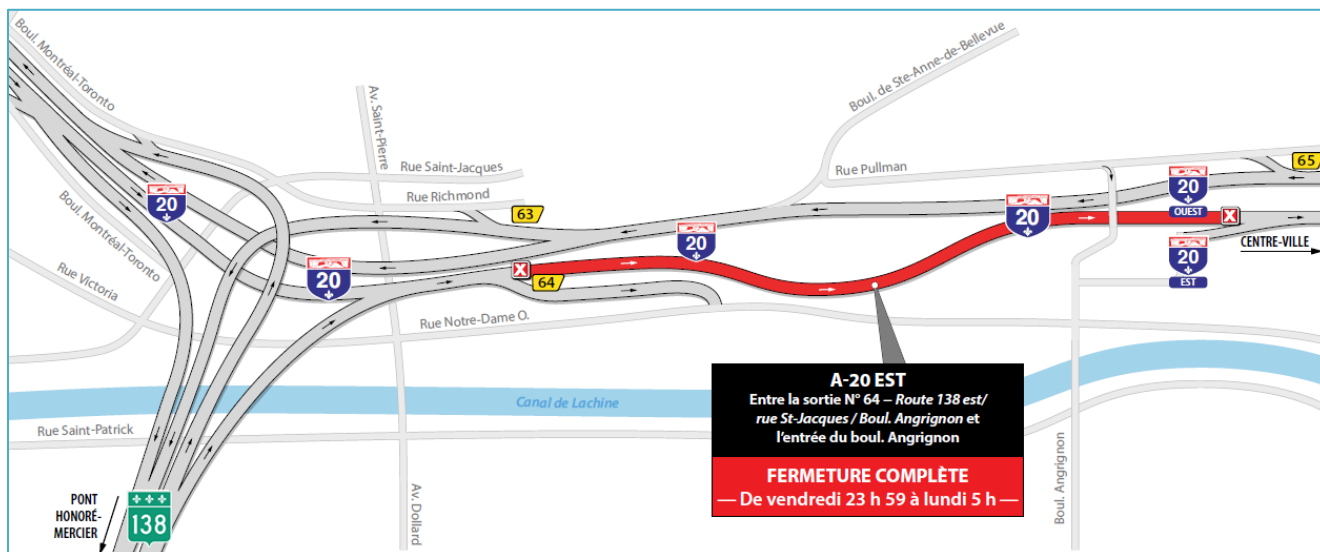 Boul. Montréal-Toronto
Av. Saint-Pierre
Boul. de Ste-Anne-de-Bellevue
Rue Saint-Jacques
Rue Pullman
65
Rue Richmond
63
20
20
OUEST
20
20
CENTRE-VILLE
20
EST
20
64
Boul. Montréal-Toronto
Rue Victoria
Rue Notre-Dame O.
A-20 EST
Entre la sortie N° 64 – Route 138 est/
rue St-Jacques / Boul. Angrignon et
l'entrée du boul. Angrignon
FERMETURE COMPLÈTE
— De vendredi 23 h 59 à lundi 5 h —
Canal de Lachine
Rue Saint-Patrick
Av. Dollard
Boul. Angrignon
PONT
HONORÉ-
MERCIER
138